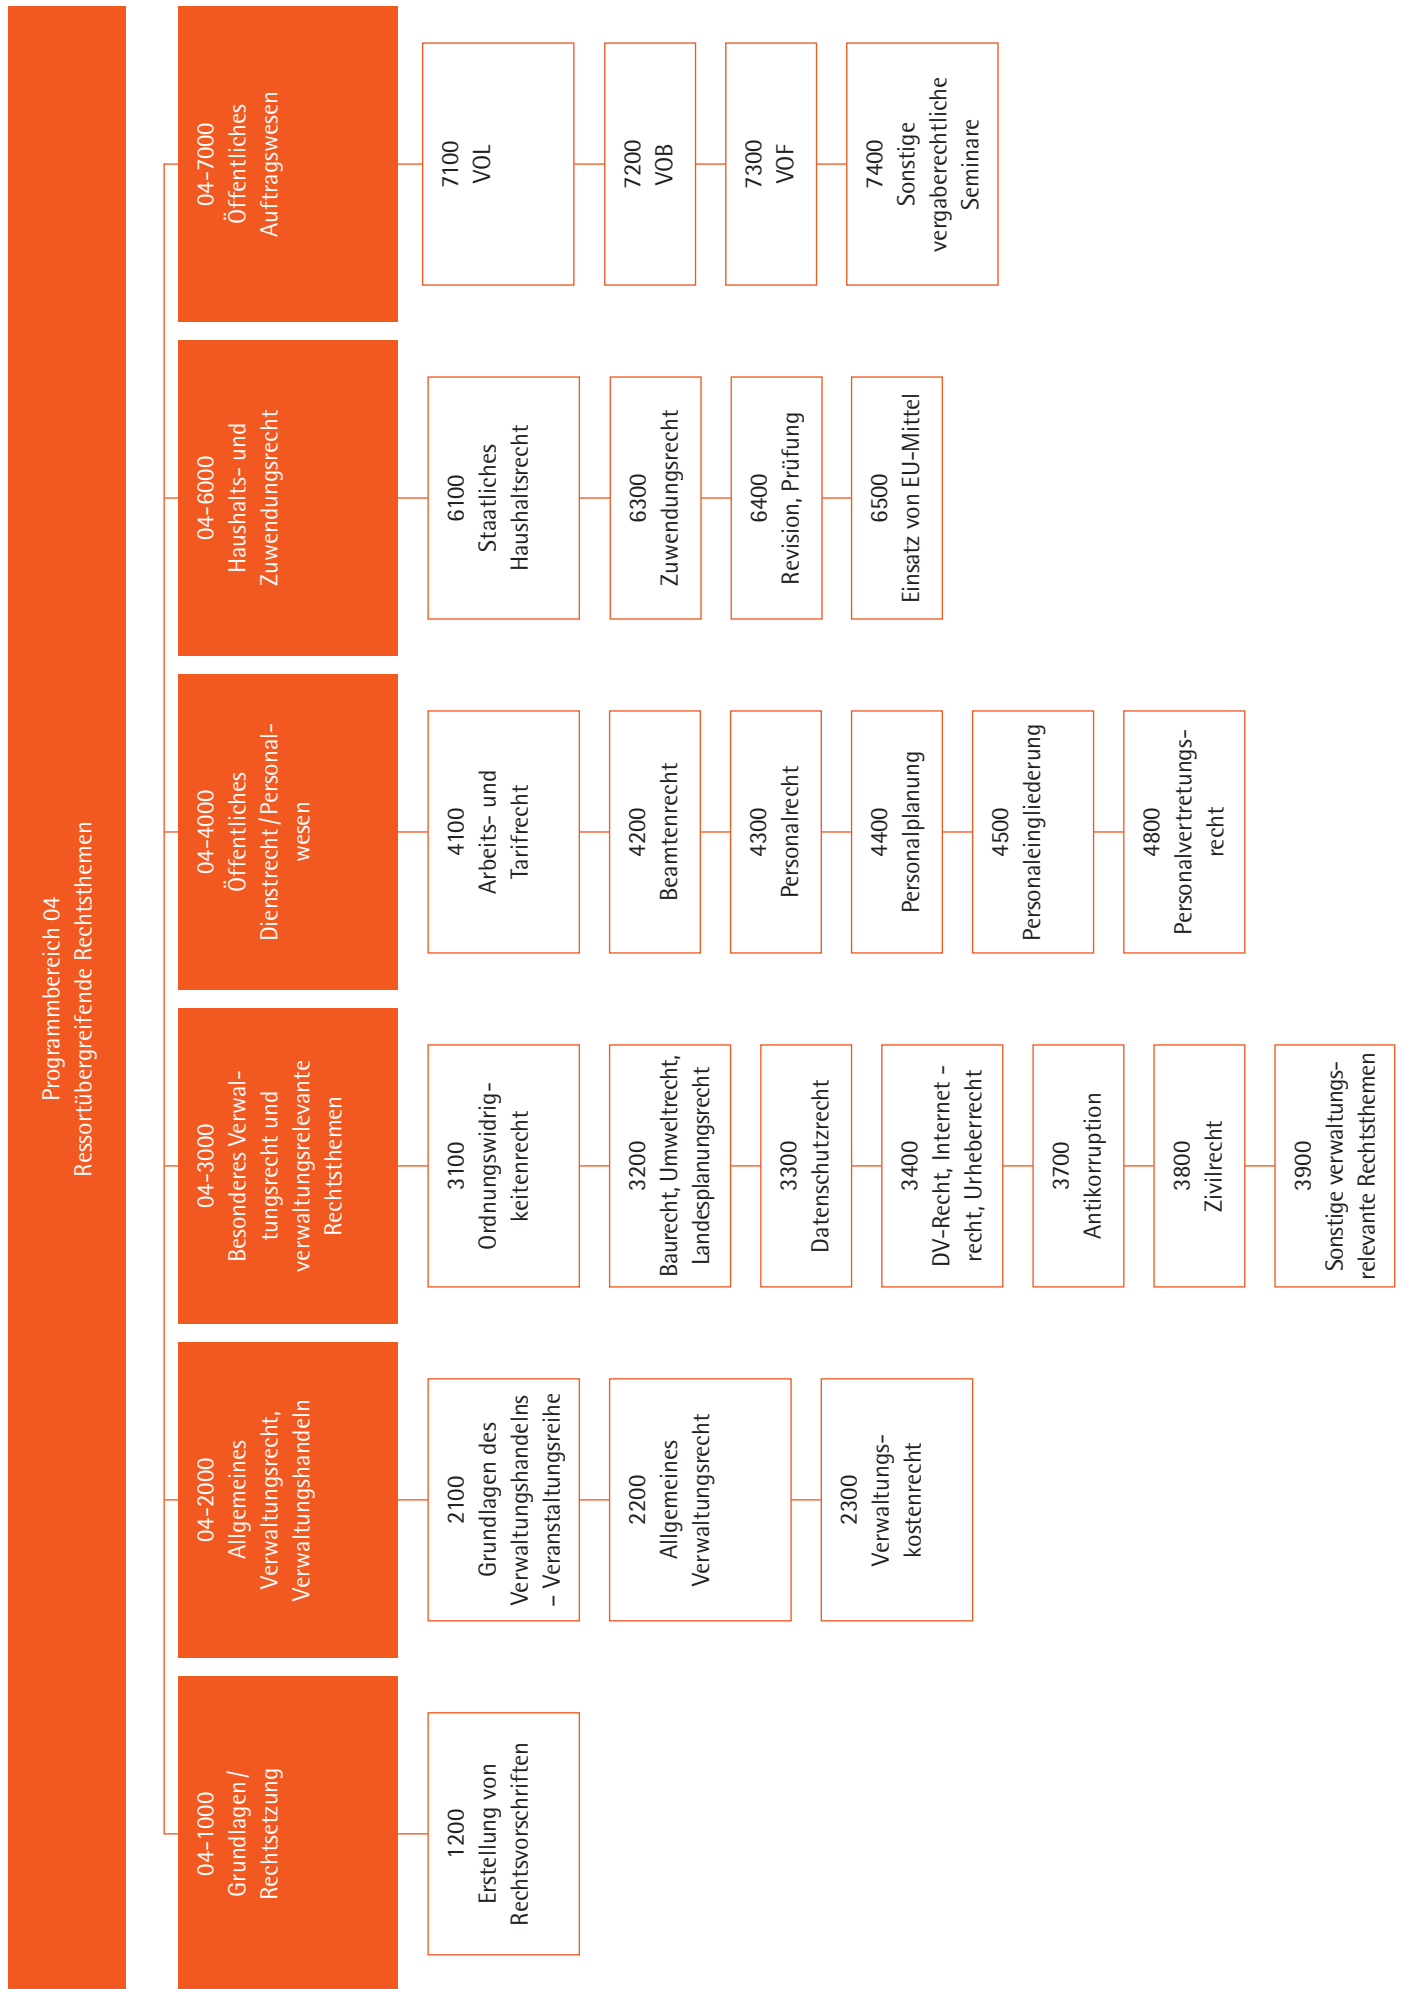 Programmbereich 04
Ressortübergreifende Rechtsthemen
04-1000
Grundlagen/
Rechtsetzung
1200
Erstellung von
Rechtsvorschriften
04-2000
Allgemeines
Verwaltungsrecht,
Verwaltungshandeln
2100
Grundlagen des
Verwaltungshandelns
– Veranstaltungsreihe
2200
Allgemeines
Verwaltungsrecht
2300
Verwaltungs-
kostenrecht
04-3000
Besonderes Verwal-
tungsrecht und
verwaltungsrelevante
Rechtsthemen
3100
Ordnungswidrig-
keitenrecht
3200
Baurecht, Umweltrecht,
Landesplanungsrecht
3300
Datenschutzrecht
3400
DV-Recht, Internet -
recht, Urheberrecht
3700
Antikorruption
3800
Zivilrecht
3900
Sonstige verwaltungs-
relevante Rechtsthemen
04-4000
Öffentliches
Dienstrecht/Personal-
wesen
4100
Arbeits- und
Tarifrecht
4200
Beamtenrecht
4300
Personalrecht
4400
Personalplanung
4500
Personaleingliederung
4800
Personalvertretungs-
recht
04-6000
Haushalts- und
Zuwendungsrecht
6100
Staatliches
Haushaltsrecht
6300
Zuwendungsrecht
6400
Revision, Prüfung
6500
Einsatz von EU-Mittel
04-7000
Öffentliches
Auftragswesen
7100
VOL
7200
VOB
7300
VOF
7400
Sonstige
vergaberechtliche
Seminare